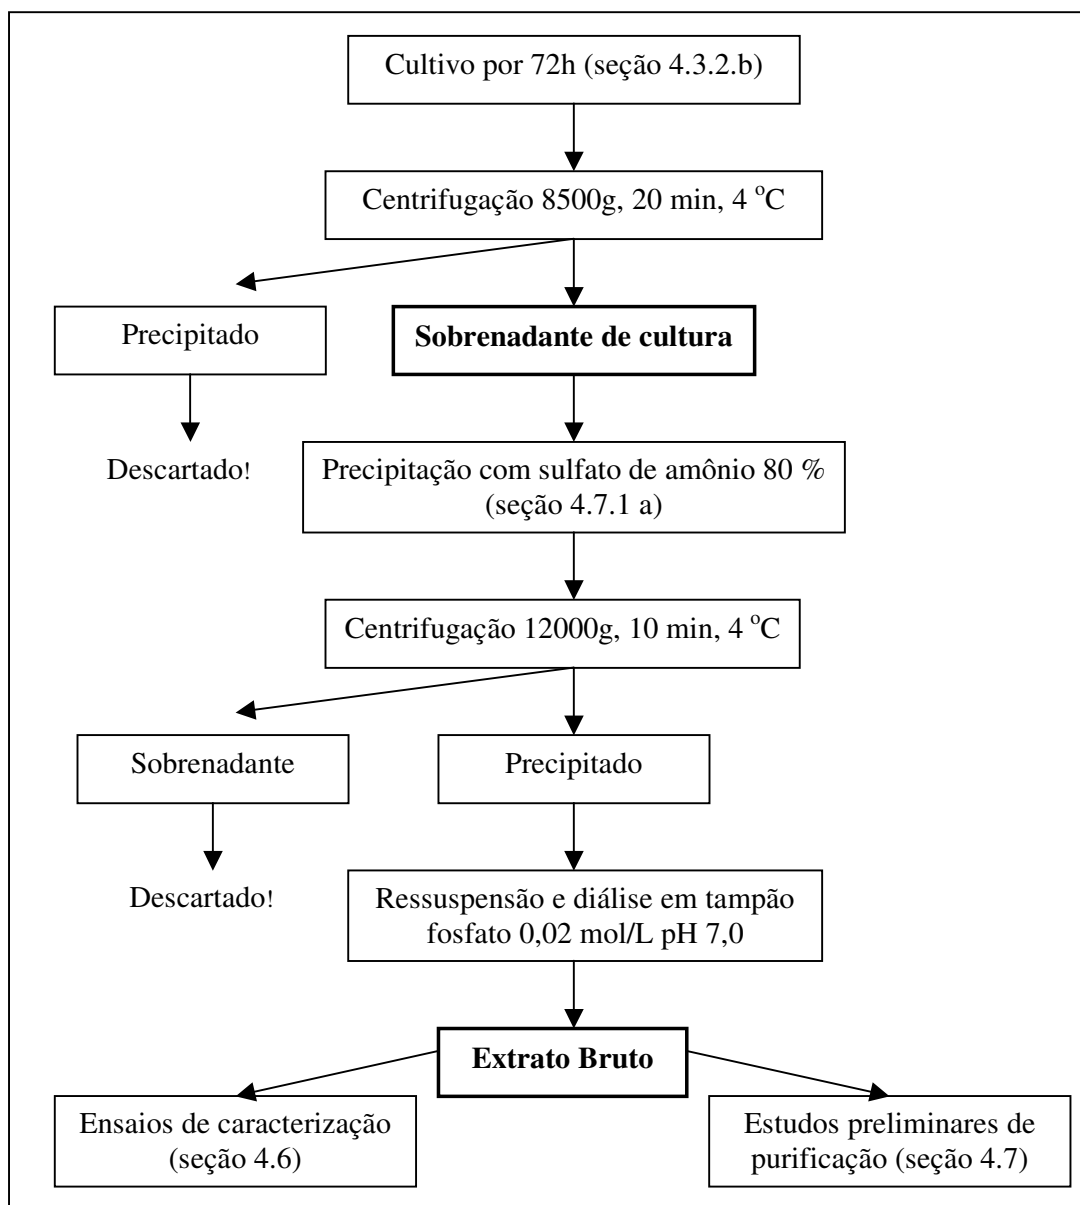 Cultivo por 72h (seção 4.3.2.b)
Centrifugação 8500g, 20 min, 4 °C
Precipitado
Sobrenadante de cultura
Descartado!
Precipitação com sulfato de amônio 80 %
(seção 4.7.1 a)
Centrifugação 12000g, 10 min, 4 °C
Sobrenadante
Precipitado
Descartado!
Ressuspensão e diálise em tampão
fosfato 0,02 mol/L pH 7,0
Extrato Bruto
Ensaios de caracterização
(seção 4.6)
Estudos preliminares de
purificação (seção 4.7)